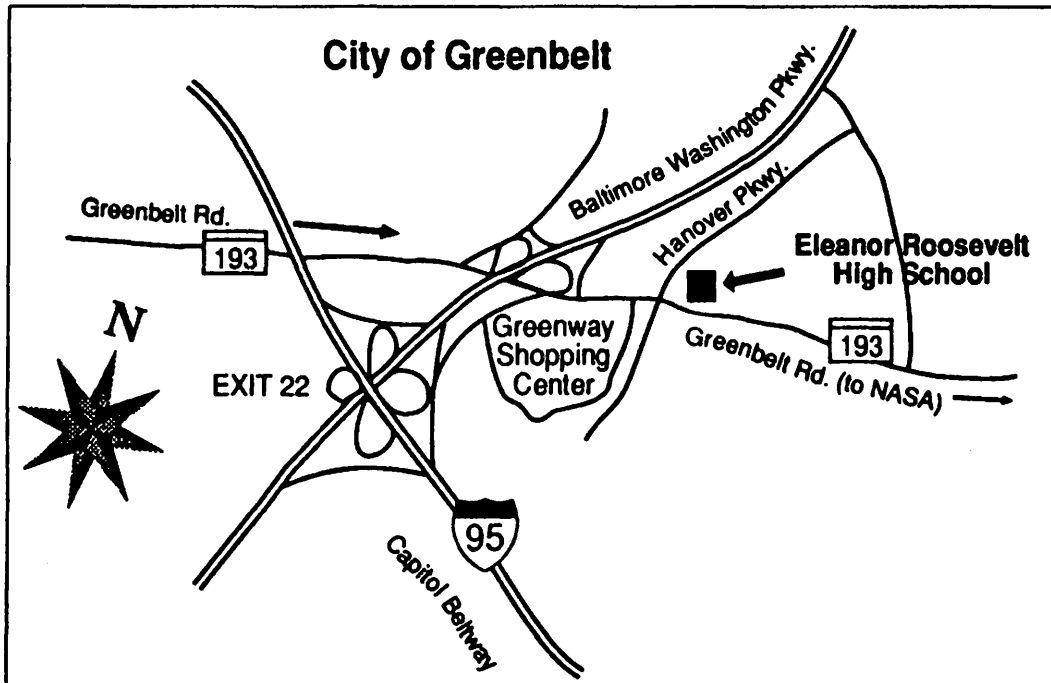 City of Greenbelt
Baltimore Washington Pkwy.
Greenbelt Rd.
193
Hanover Pkwy.
Eleanor Roosevelt
High School
N
Greenway
Shopping
Center
EXIT 22
193
Greenbelt Rd. (to NASA)
95
Capitol Beltway